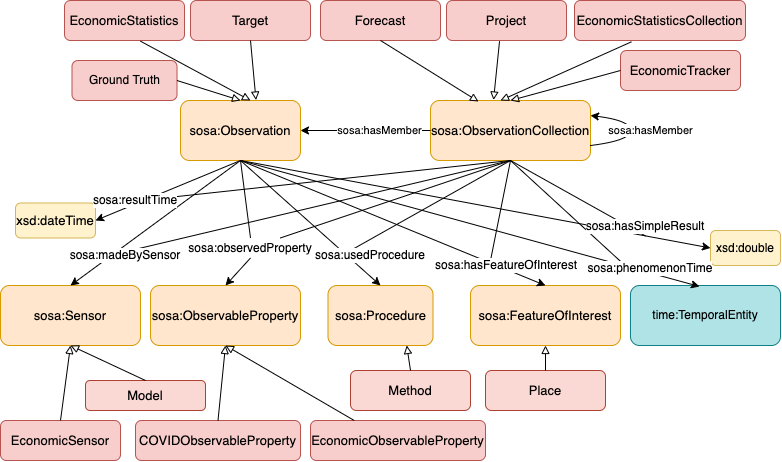 EconomicStatistics
Target
Forecast
Project
EconomicStatisticsCollection
Ground Truth
EconomicTracker
sosa:Observation
sosa:hasMember
sosa:ObservationCollection
sosa:hasMember
sosa:resultTime
xsd:dateTime
sosa:hasSimpleResult
xsd:double
sosa:madeBySensor
sosa:observedProperty
sosa:usedProcedure
sosa:hasFeatureOfInterest
sosa:phenomenonTime
sosa:Sensor
sosa:ObservableProperty
sosa:Procedure
sosa:FeatureOfInterest
time:TemporalEntity
Model
Method
Place
EconomicSensor
COVIDObservableProperty
EconomicObservableProperty